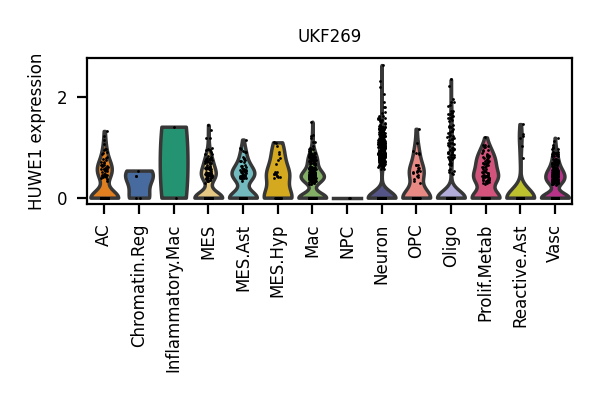 UKF269
HUWE1 expression
2
0
AC
Chromatin.Reg
Inflammatory.Mac
MES
MES.Ast
MES.Hyp
Mac
NPC
Neuron
OPC
Oligo
Prolif.Metab
Reactive.Ast
Vasc